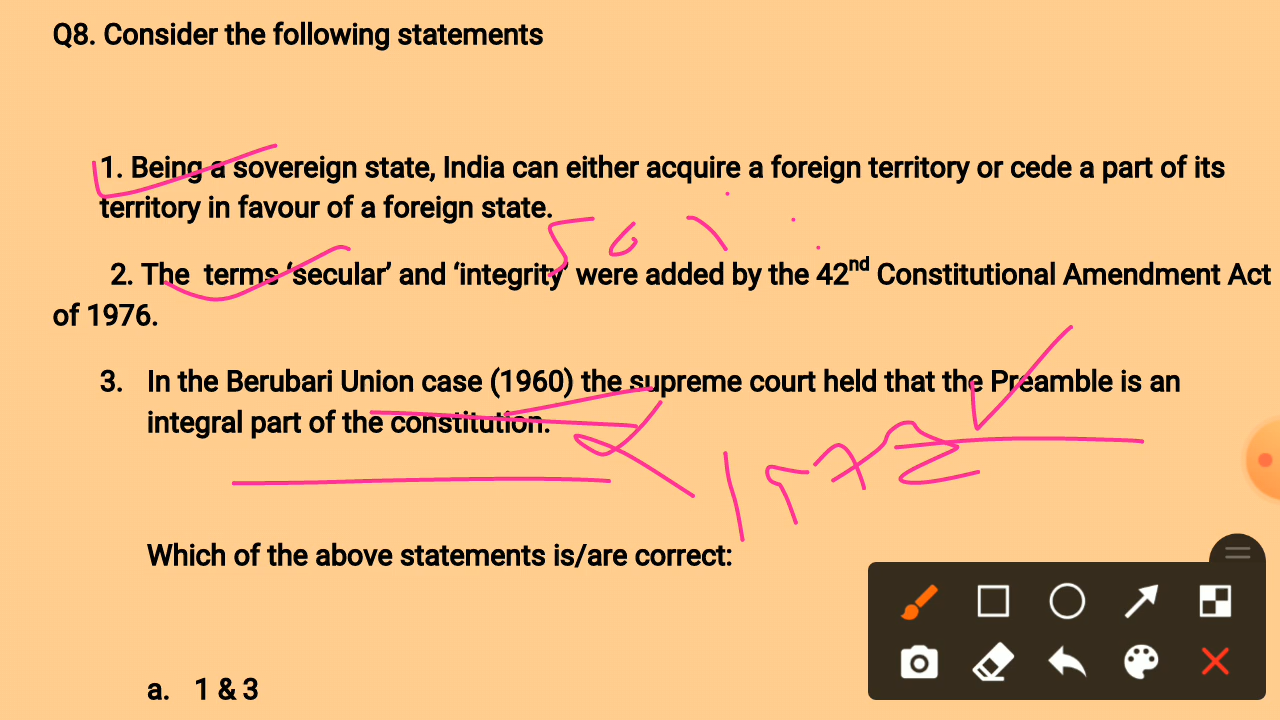 Q8. Consider the following statements
1. Being a sovereign state, India can either acquire a foreign territory or cede a part of its
territory in favour of a foreign state.
2. The terms ‘secular’ and ‘integrity’ were added by the 42nd Constitutional Amendment Act
of 1976.
3. In the Berubari Union case (1960) the supreme court held that the Preamble is an
integral part of the constitution.
Which of the above statements is/are correct:
a. 1 & 3